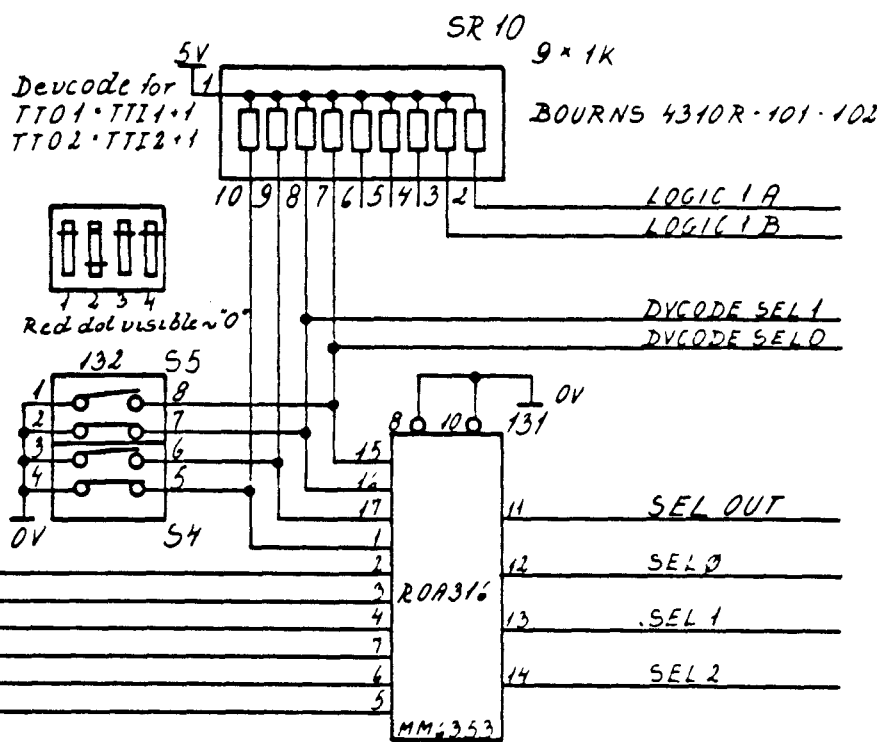 SR 10
9 * 1K
5V
1
Devcode for
TTO1 · TTI1+1
TTO2 · TTI2+1
BOURNS 4310R-101-102
10 9 8 7 6 5 4 3 2
LOGIC 1 A
LOGIC 1 B
1 2 3 4
Red dot visible ~ "0"
DVCODE SEL 1
DVCODE SEL 0
132 S5
1 8
2 7
3 6
4 5
0V S4
8 10 131 0V
15
16
17 11 SEL OUT
1
2 12 SEL Ø
3 ROA316
4 13 SEL 1
7
6 14 SEL 2
5
MM6353